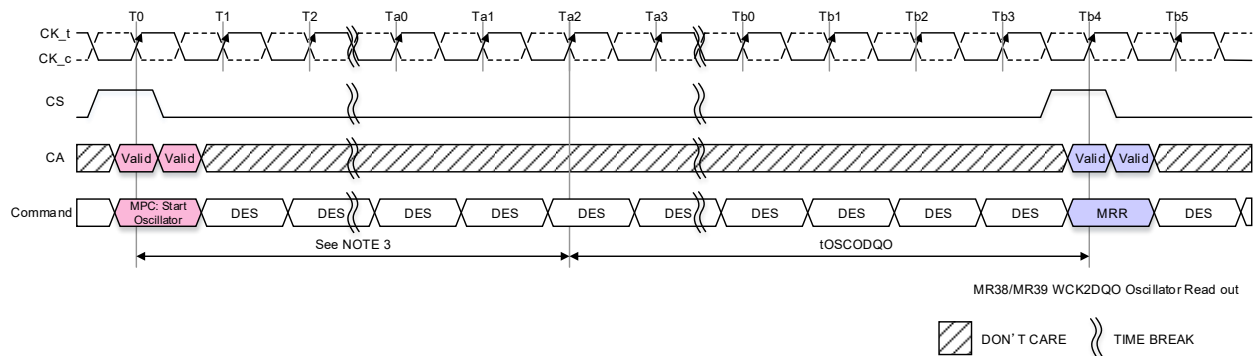 T0 T1 T2 Ta0 Ta1 Ta2 Ta3 Tb0 Tb1 Tb2 Tb3 Tb4 Tb5
CK_t
CK_c
CS
CA Valid Valid Valid Valid
MPC: Start
Command Oscillator DES DES DES DES DES DES DES DES DES DES MRR DES
See NOTE 3 tOSCODQO
MR38/MR39 WCK2DQO Oscillator Read out
DON'T CARE TIME BREAK